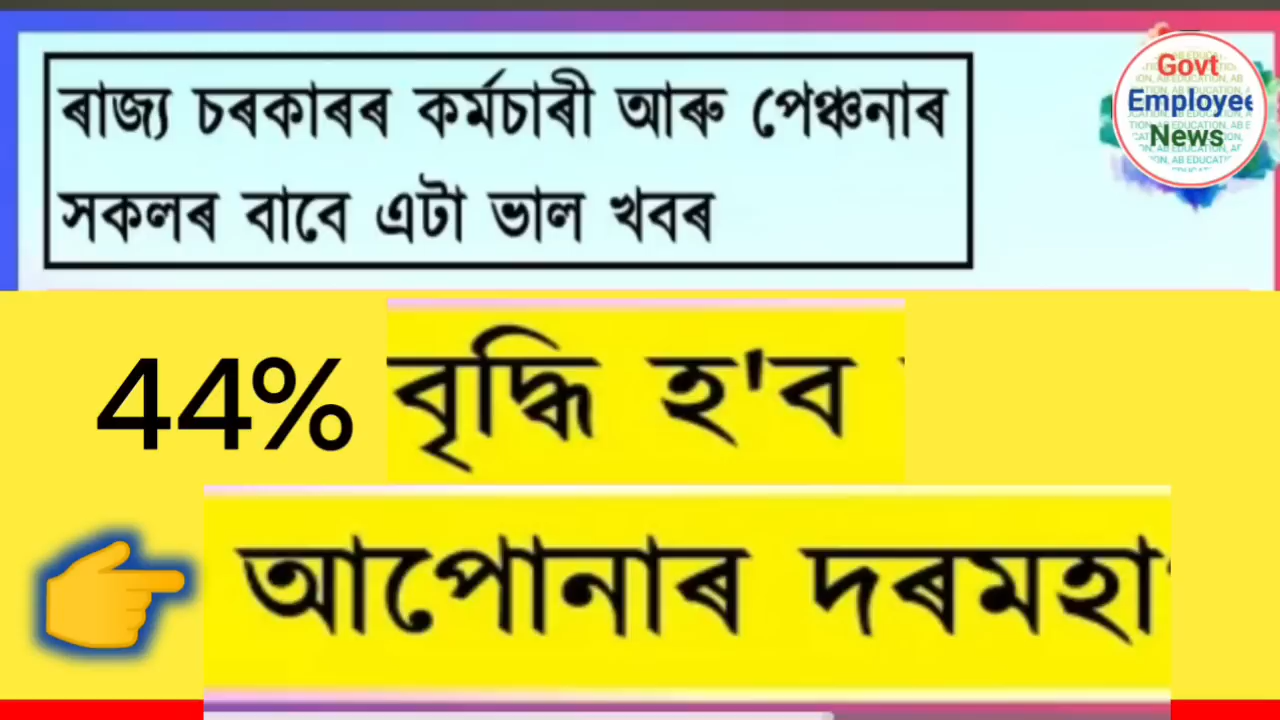 ৰাজ্য চৰকাৰৰ কৰ্মচাৰী আৰু পেঞ্চনাৰ
সকলৰ বাবে এটা ভাল খবৰ
Govt
Employee
News
44% বৃদ্ধি হ'ব
আপোনাৰ দৰমহা